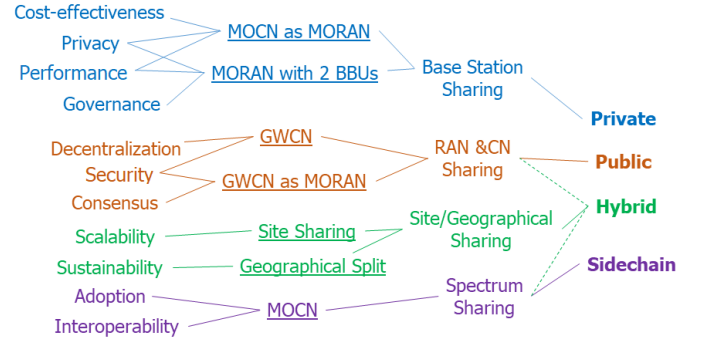 Cost-effectiveness
Privacy
Performance
Governance
MOCN as MORAN
MORAN with 2 BBUs
Base Station
Sharing
Private
Decentralization
Security
Consensus
GWCN
GWCN as MORAN
RAN &CN
Sharing
Public
Scalability
Sustainability
Site Sharing
Geographical Split
Site/Geographical
Sharing
Hybrid
Adoption
Interoperability
MOCN
Spectrum
Sharing
Sidechain